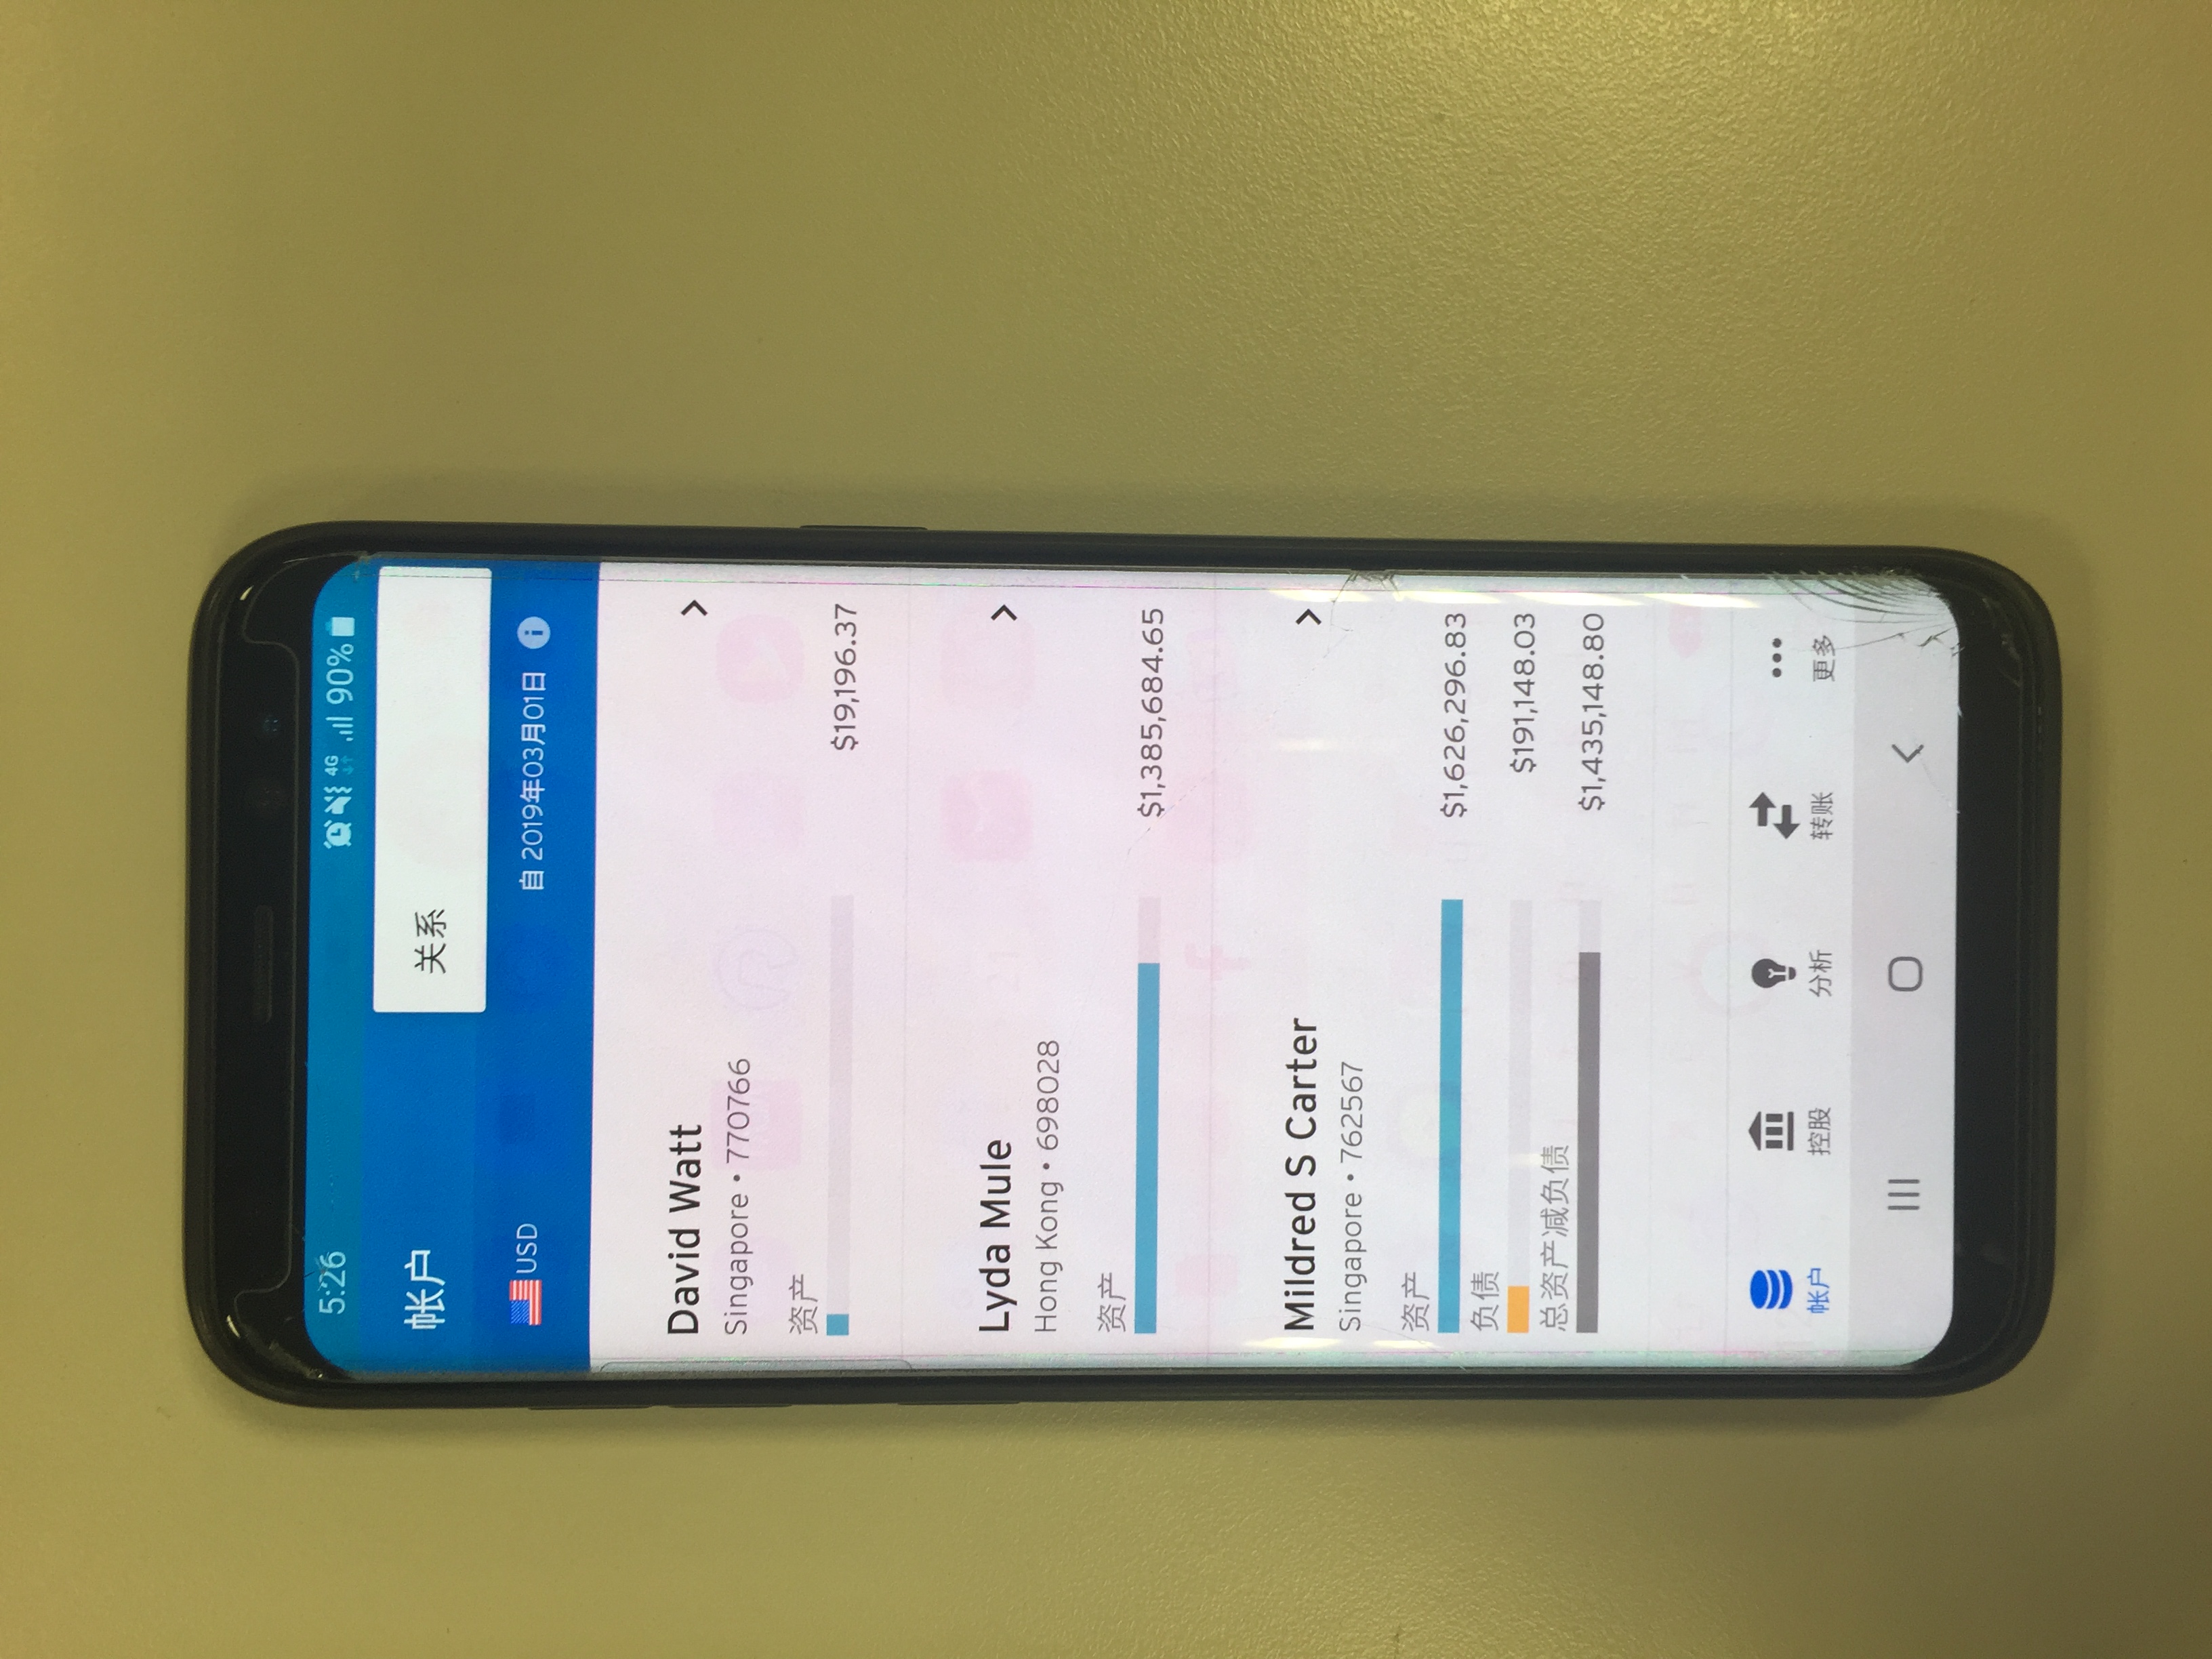 5:26 4G 90%
帐户 关系
USD 自 2019年03月01日 i
David Watt
Singapore • 770766
资产
$19,196.37
Lyda Mule
Hong Kong • 698028
资产
$1,385,684.65
Mildred S Carter
Singapore • 762567
资产
$1,626,296.83
负债
$191,148.03
总资产减负债
$1,435,148.80
帐户 控股 分析 转账 更多